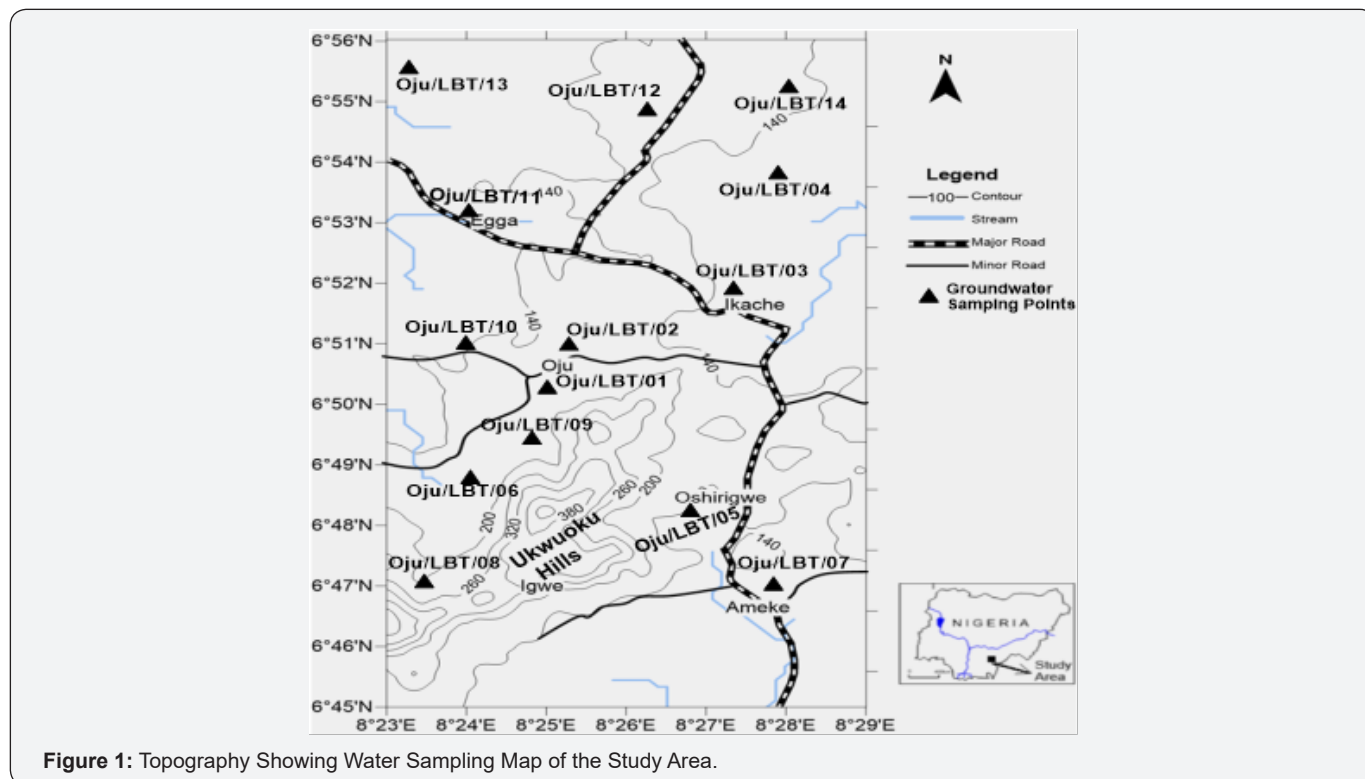 6°56'N
6°55'N
6°54'N
6°53'N
6°52'N
6°51'N
6°50'N
6°49'N
6°48'N
6°47'N
6°46'N
6°45'N
8°23'E
8°24'E
8°25'E
8°26'E
8°27'E
8°28'E
8°29'E
Oju/LBT/13
Oju/LBT/12
Oju/LBT/14
140
Oju/LBT/04
Oju/LBT/11
140
Egga
Oju/LBT/03
Ikache
Oju/LBT/10
140
Oju/LBT/02
140
Oju
Oju/LBT/01
Oju/LBT/09
Oju/LBT/06
200
320
380
260
200
Oshirigwe
Oju/LBT/05
Ukwuoku
Hills
Oju/LBT/08
260
Igwe
140
Oju/LBT/07
Ameke
N
Legend
100 Contour
Stream
Major Road
Minor Road
Groundwater
Sampling Points
NIGERIA
Study
Area
Figure 1: Topography Showing Water Sampling Map of the Study Area.